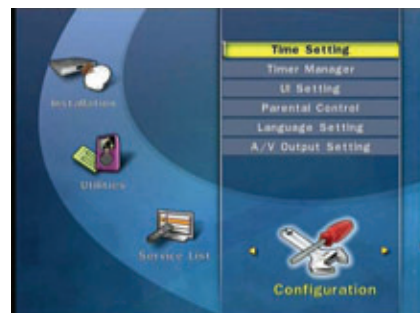 Time Setting
Timer Manager
UI Setting
Parental Control
Language Setting
A/V Output Setting
Installation
Utilities
Service List
Configuration